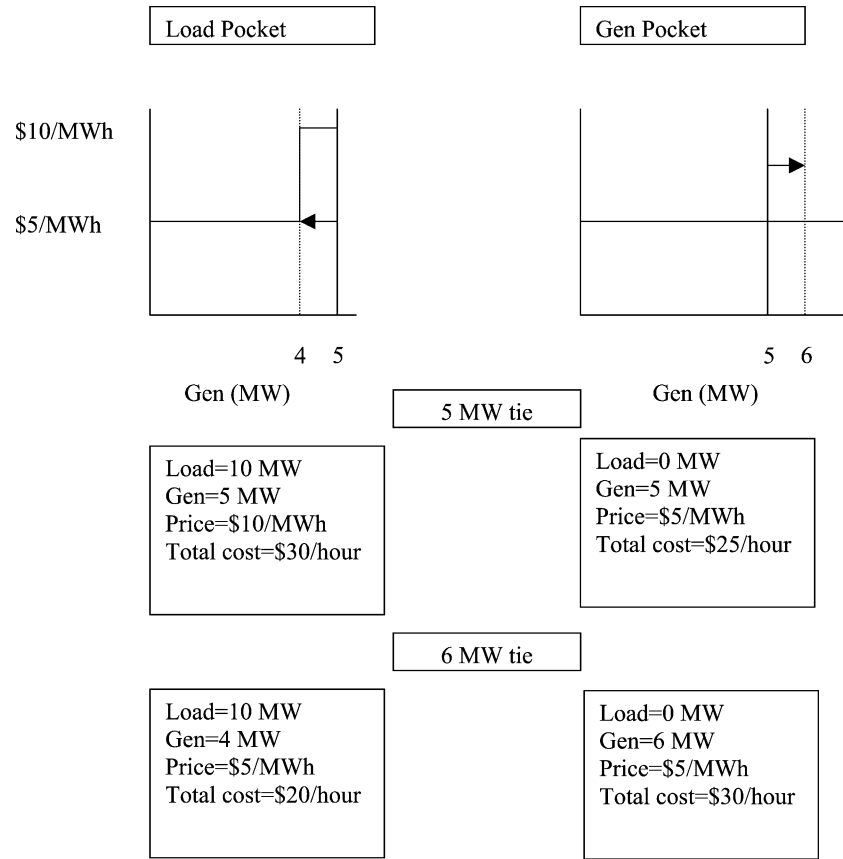 Load Pocket
Gen Pocket
$10/MWh
$5/MWh
4 5
5 6
Gen (MW)
Gen (MW)
5 MW tie
Load=10 MW
Gen=5 MW
Price=$10/MWh
Total cost=$30/hour
Load=0 MW
Gen=5 MW
Price=$5/MWh
Total cost=$25/hour
6 MW tie
Load=10 MW
Gen=4 MW
Price=$5/MWh
Total cost=$20/hour
Load=0 MW
Gen=6 MW
Price=$5/MWh
Total cost=$30/hour